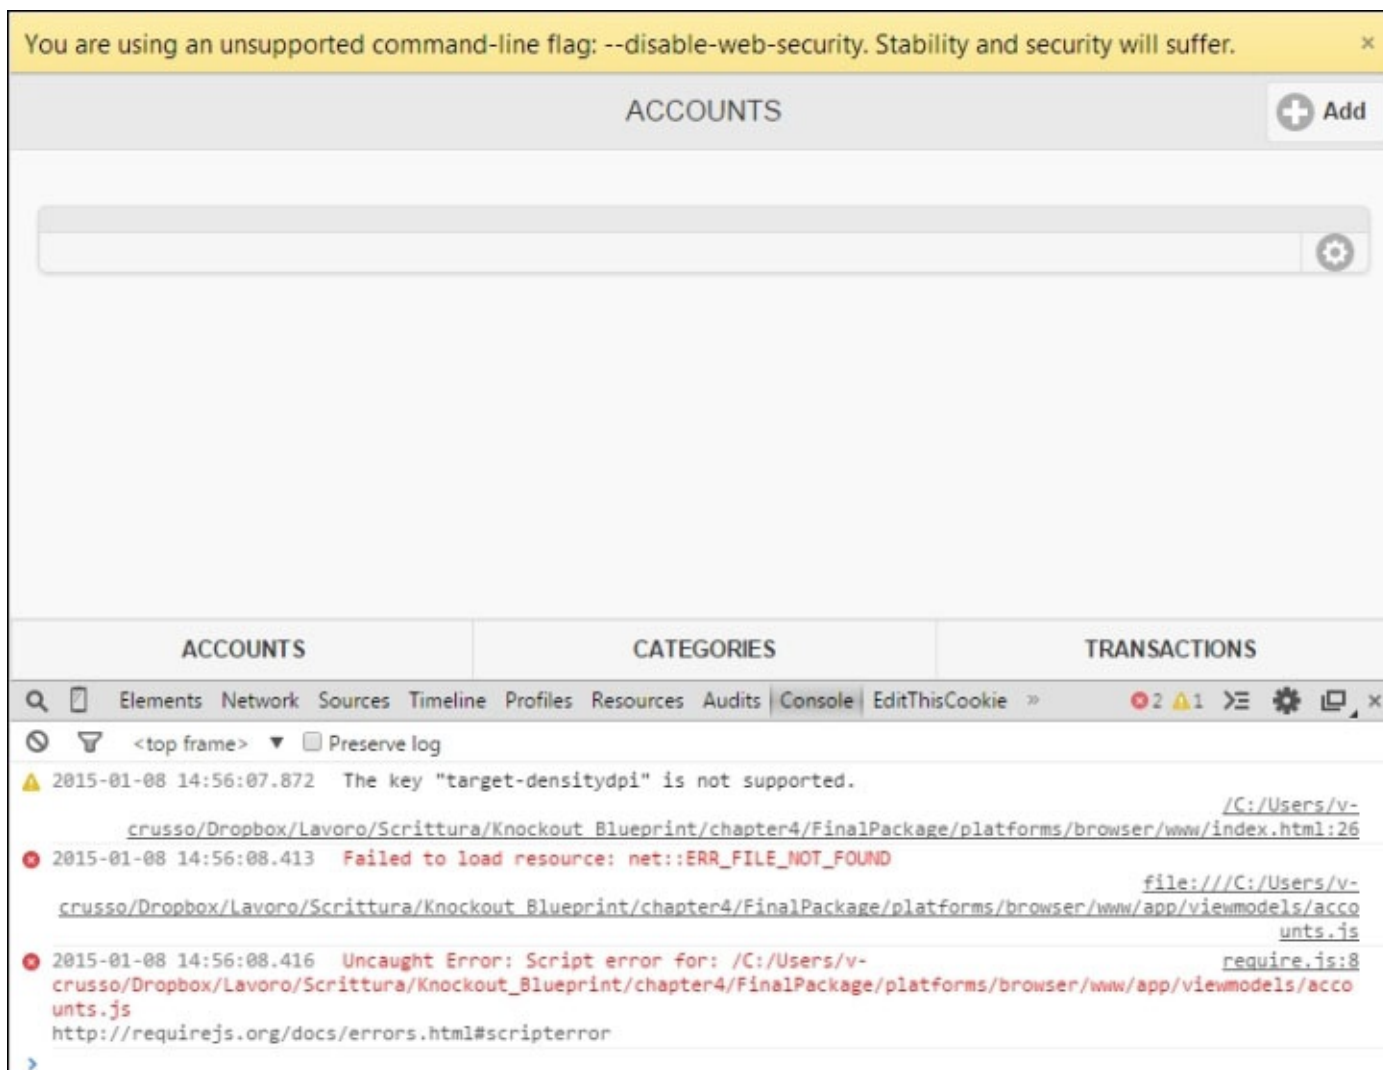 You are using an unsupported command-line flag: --disable-web-security. Stability and security will suffer. ×
ACCOUNTS
Add
ACCOUNTS CATEGORIES TRANSACTIONS
Elements Network Sources Timeline Profiles Resources Audits Console EditThisCookie » 2 1 ×
<top frame> ▼ Preserve log
2015-01-08 14:56:07.872 The key "target-densitydpi" is not supported.
/C:/Users/v-
crusso/Dropbox/Lavoro/Scrittura/Knockout_Blueprint/chapter4/FinalPackage/platforms/browser/www/index.html:26
2015-01-08 14:56:08.413 Failed to load resource: net::ERR_FILE_NOT_FOUND
file:///C:/Users/v-
crusso/Dropbox/Lavoro/Scrittura/Knockout_Blueprint/chapter4/FinalPackage/platforms/browser/www/app/viewmodels/acco
unts.js
2015-01-08 14:56:08.416 Uncaught Error: Script error for: /C:/Users/v- require.js:8
crusso/Dropbox/Lavoro/Scrittura/Knockout_Blueprint/chapter4/FinalPackage/platforms/browser/www/app/viewmodels/acco
unts.js
http://requirejs.org/docs/errors.html#scripterror